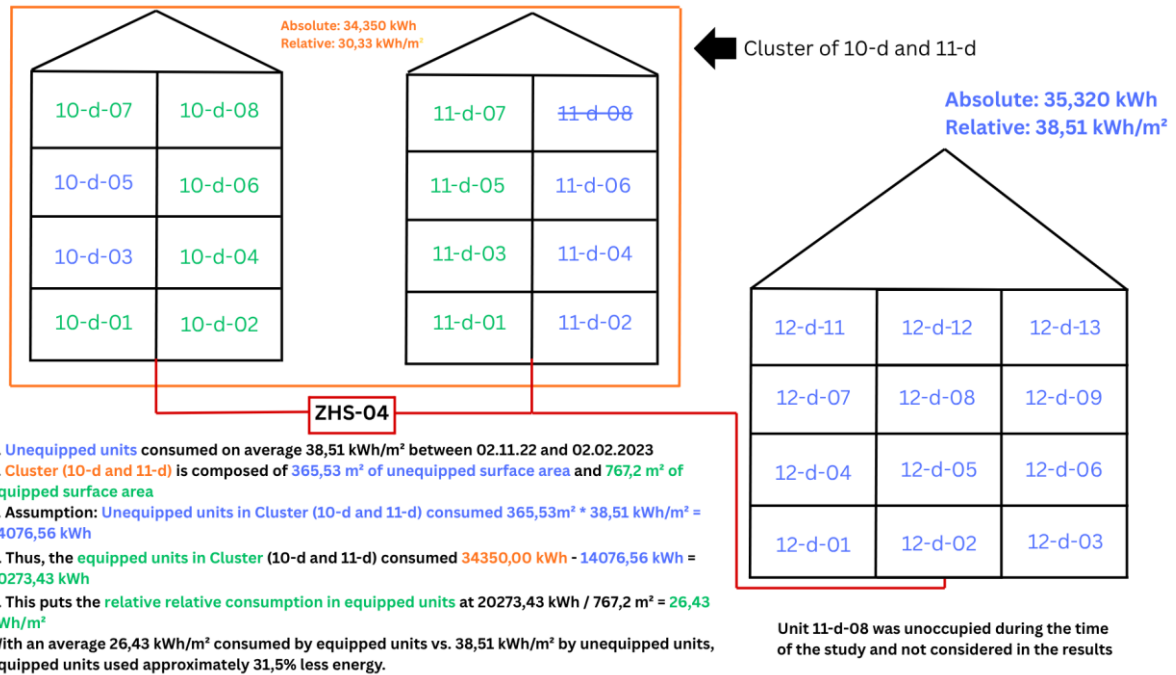 Absolute: 34,350 kWh
Relative: 30,33 kWh/m²
Cluster of 10-d and 11-d
10-d-07 10-d-08
10-d-05 10-d-06
10-d-03 10-d-04
10-d-01 10-d-02
11-d-07 11-d-08
11-d-05 11-d-06
11-d-03 11-d-04
11-d-01 11-d-02
Absolute: 35,320 kWh
Relative: 38,51 kWh/m²
12-d-11 12-d-12 12-d-13
12-d-07 12-d-08 12-d-09
12-d-04 12-d-05 12-d-06
12-d-01 12-d-02 12-d-03
ZHS-04
. Unequipped units consumed on average 38,51 kWh/m² between 02.11.22 and 02.02.2023
. Cluster (10-d and 11-d) is composed of 365,53 m² of unequipped surface area and 767,2 m² of
quipped surface area
. Assumption: Unequipped units in Cluster (10-d and 11-d) consumed 365,53m² * 38,51 kWh/m² =
4076,56 kWh
. Thus, the equipped units in Cluster (10-d and 11-d) consumed 34350,00 kWh - 14076,56 kWh =
0273,43 kWh
. This puts the relative relative consumption in equipped units at 20273,43 kWh / 767,2 m² = 26,43
Wh/m²
With an average 26,43 kWh/m² consumed by equipped units vs. 38,51 kWh/m² by unequipped units,
quipped units used approximately 31,5% less energy.
Unit 11-d-08 was unoccupied during the time
of the study and not considered in the results